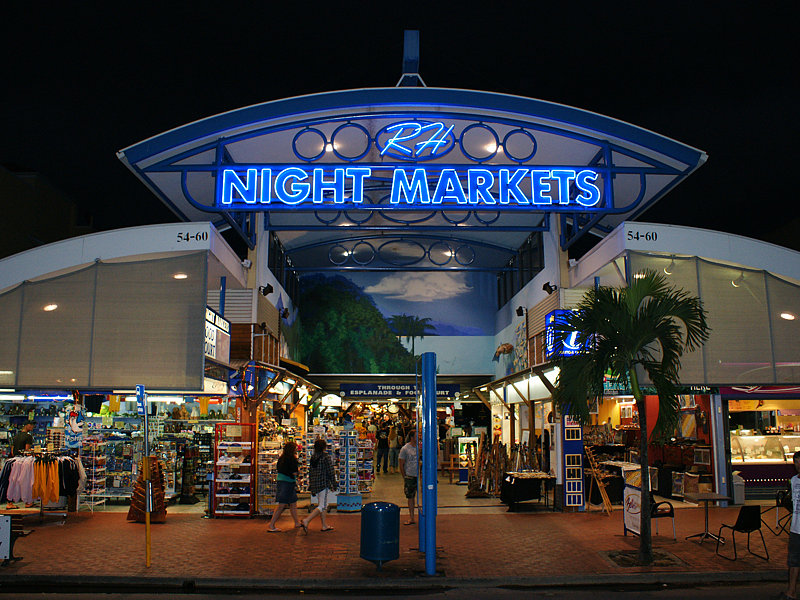 RH
NIGHT MARKETS
54-60
54-60
THROUGH TO
ESPLANADE & FOOD COURT